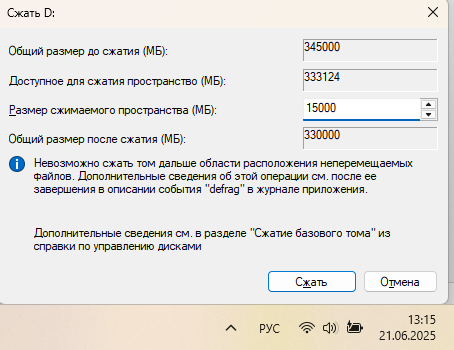 Сжать D:
Общий размер до сжатия (МБ): 345000
Доступное для сжатия пространство (МБ): 333124
Размер сжимаемого пространства (МБ): 15000
Общий размер после сжатия (МБ): 330000
Невозможно сжать том дальше области расположения неперемещаемых
файлов. Дополнительные сведения об этой операции см. после ее
завершения в описании события "defrag" в журнале приложения.
Дополнительные сведения см. в разделе "Сжатие базового тома" из
справки по управлению дисками
Сжать Отмена
РУС 13:15
21.06.2025